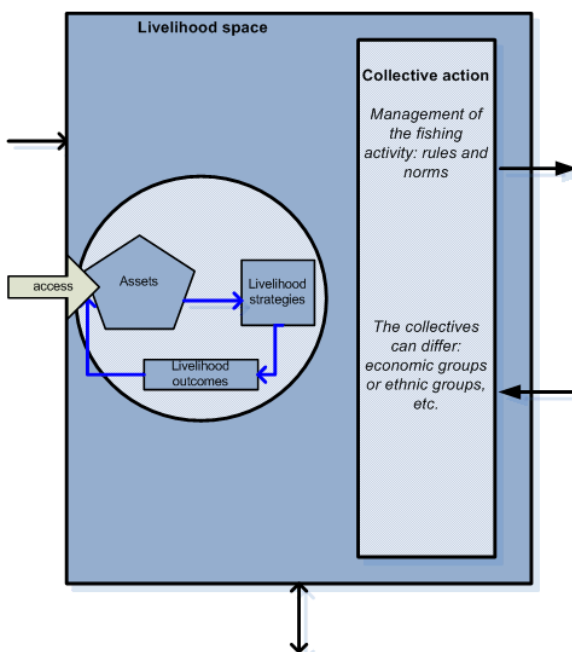 Livelihood space
Collective action
Management of
the fishing
activity: rules and
norms
access
Assets
Livelihood
strategies
Livelihood
outcomes
The collectives
can differ:
economic groups
or ethnic groups,
etc.